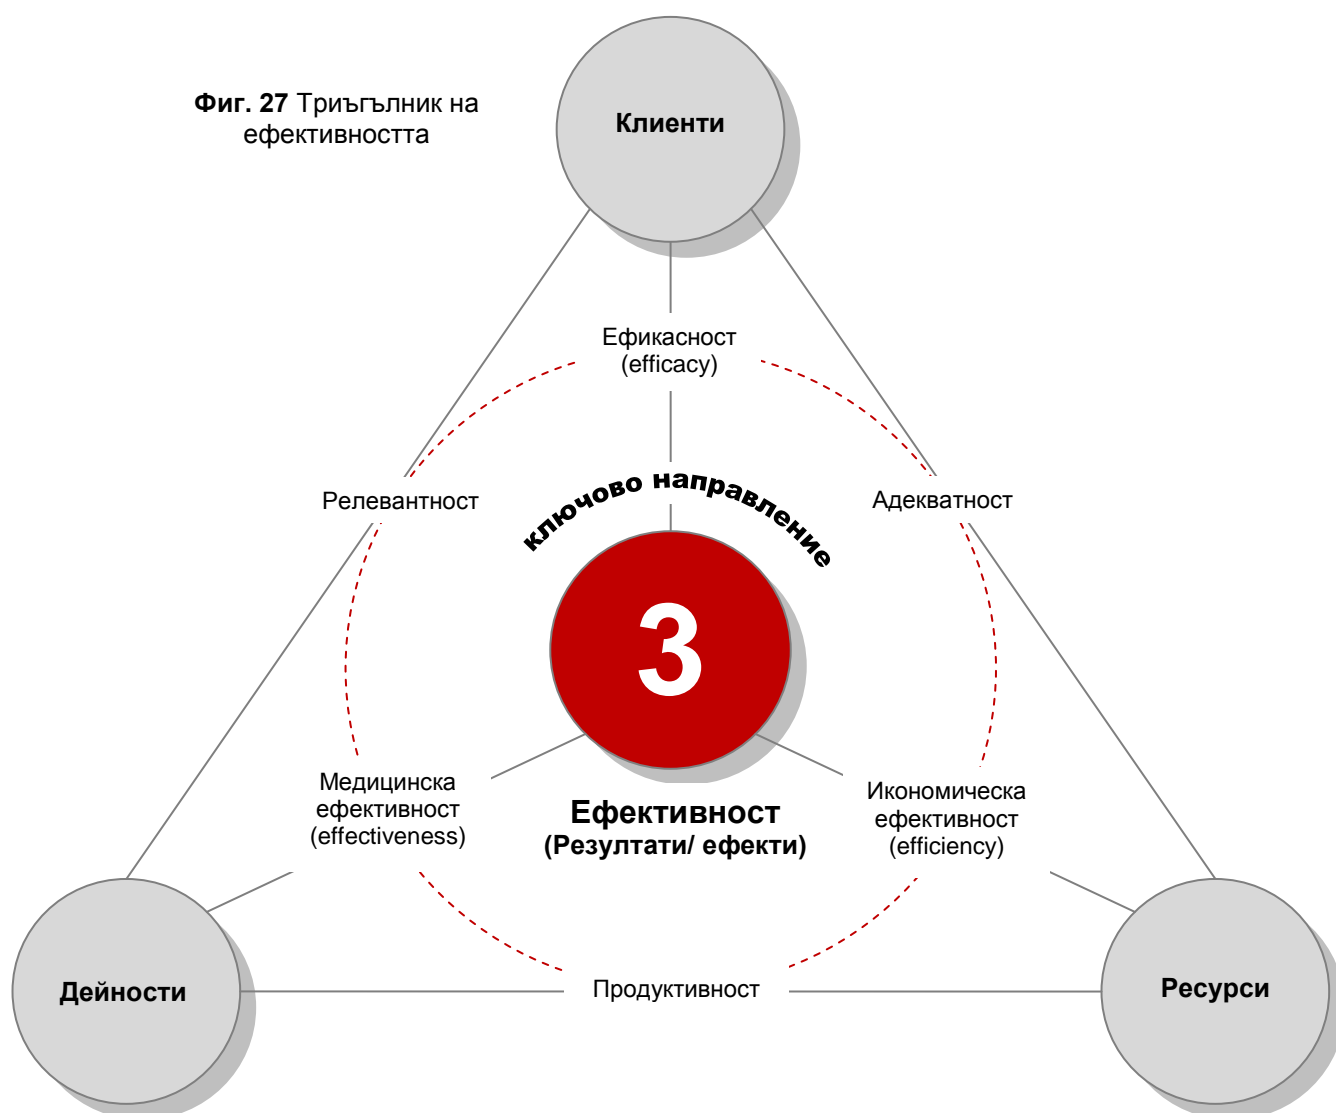 Фиг. 27 Триъгълник на
ефективността
Клиенти
Ефикасност
(efficacy)
Релевантност
Адекватност
ключово направление
3
Медицинска
ефективност
(effectiveness)
Ефективност
(Резултати/ ефекти)
Икономическа
ефективност
(efficiency)
Дейности
Продуктивност
Ресурси